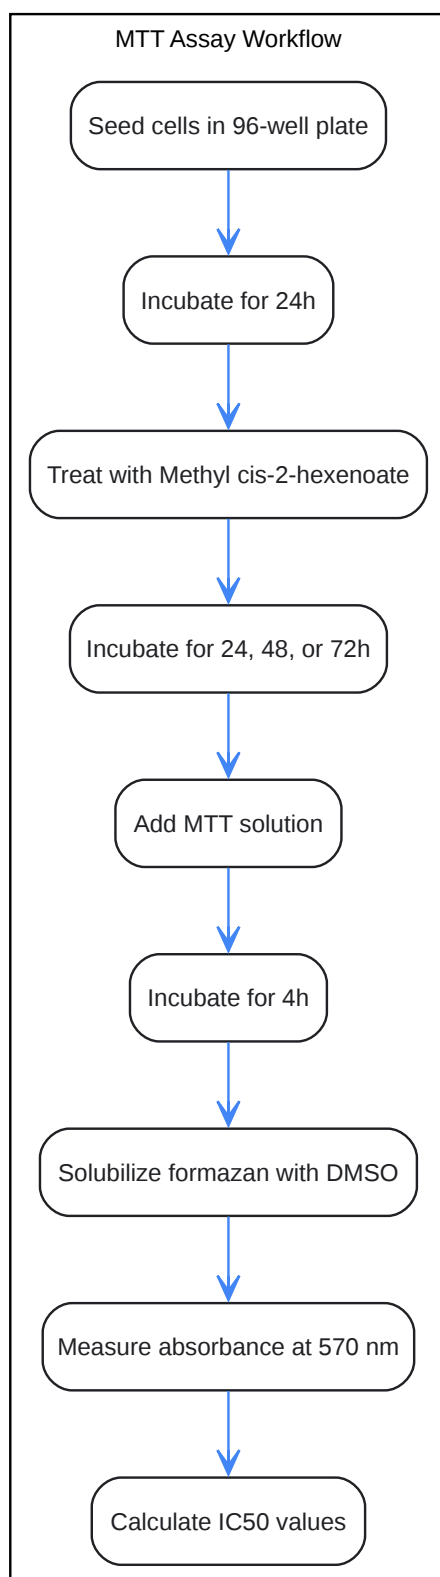 MTT Assay Workflow
Seed cells in 96-well plate
Incubate for 24h
Treat with Methyl cis-2-hexenoate
Incubate for 24, 48, or 72h
Add MTT solution
Incubate for 4h
Solubilize formazan with DMSO
Measure absorbance at 570 nm
Calculate IC50 values